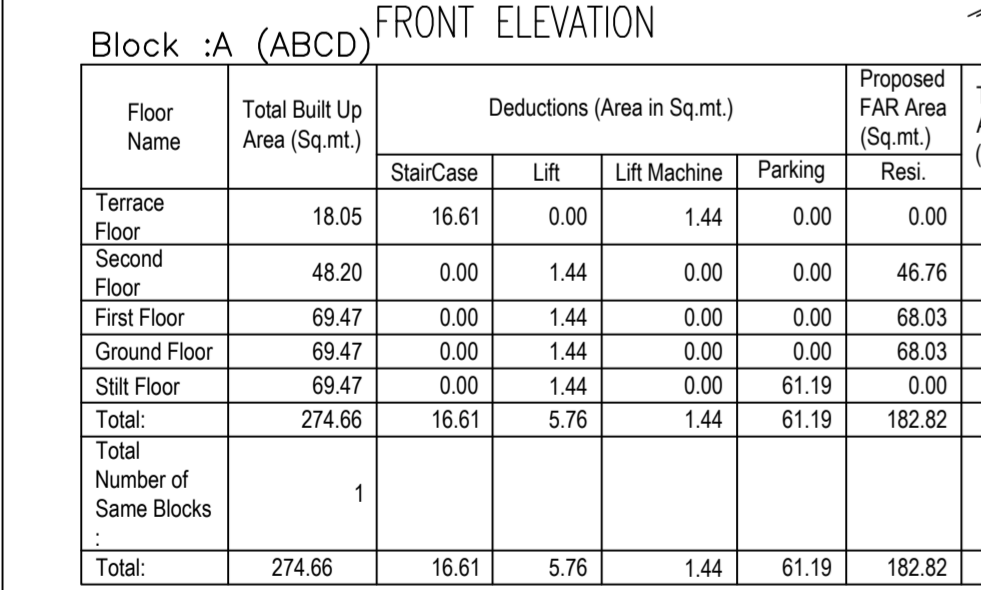 FRONT ELEVATION
Block :A (ABCD)
Floor Name Total Built Up Area (Sq.mt.) Deductions (Area in Sq.mt.) Proposed FAR Area (Sq.mt.)
StairCase Lift Lift Machine Parking Resi.
Terrace Floor 18.05 16.61 0.00 1.44 0.00 0.00
Second Floor 48.20 0.00 1.44 0.00 0.00 46.76
First Floor 69.47 0.00 1.44 0.00 0.00 68.03
Ground Floor 69.47 0.00 1.44 0.00 0.00 68.03
Stilt Floor 69.47 0.00 1.44 0.00 61.19 0.00
Total: 274.66 16.61 5.76 1.44 61.19 182.82
Total Number of Same Blocks : 1
Total: 274.66 16.61 5.76 1.44 61.19 182.82